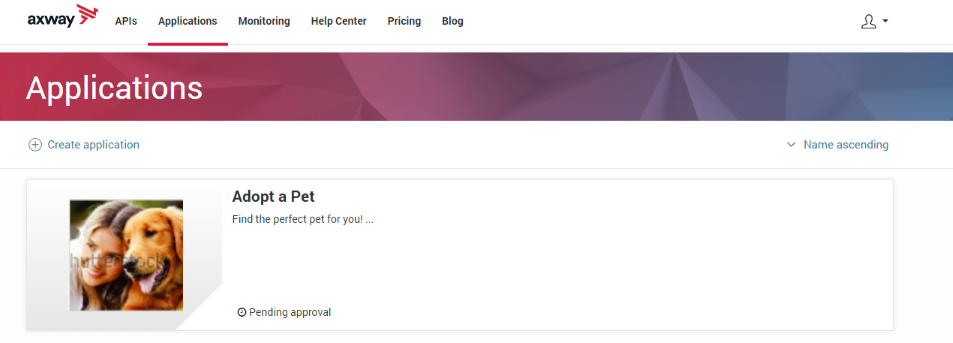 axway APIs Applications Monitoring Help Center Pricing Blog
Applications
Create application Name ascending
Adopt a Pet
Find the perfect pet for you! ...
hutterstock
Pending approval